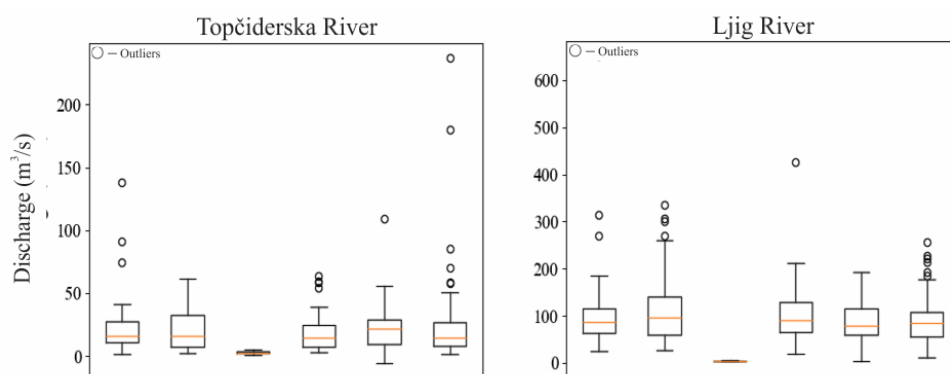 Topčiderska River
Ljig River
○ – Outliers
○ – Outliers
Discharge (m³/s)
200
150
100
50
0
600
500
400
300
200
100
0